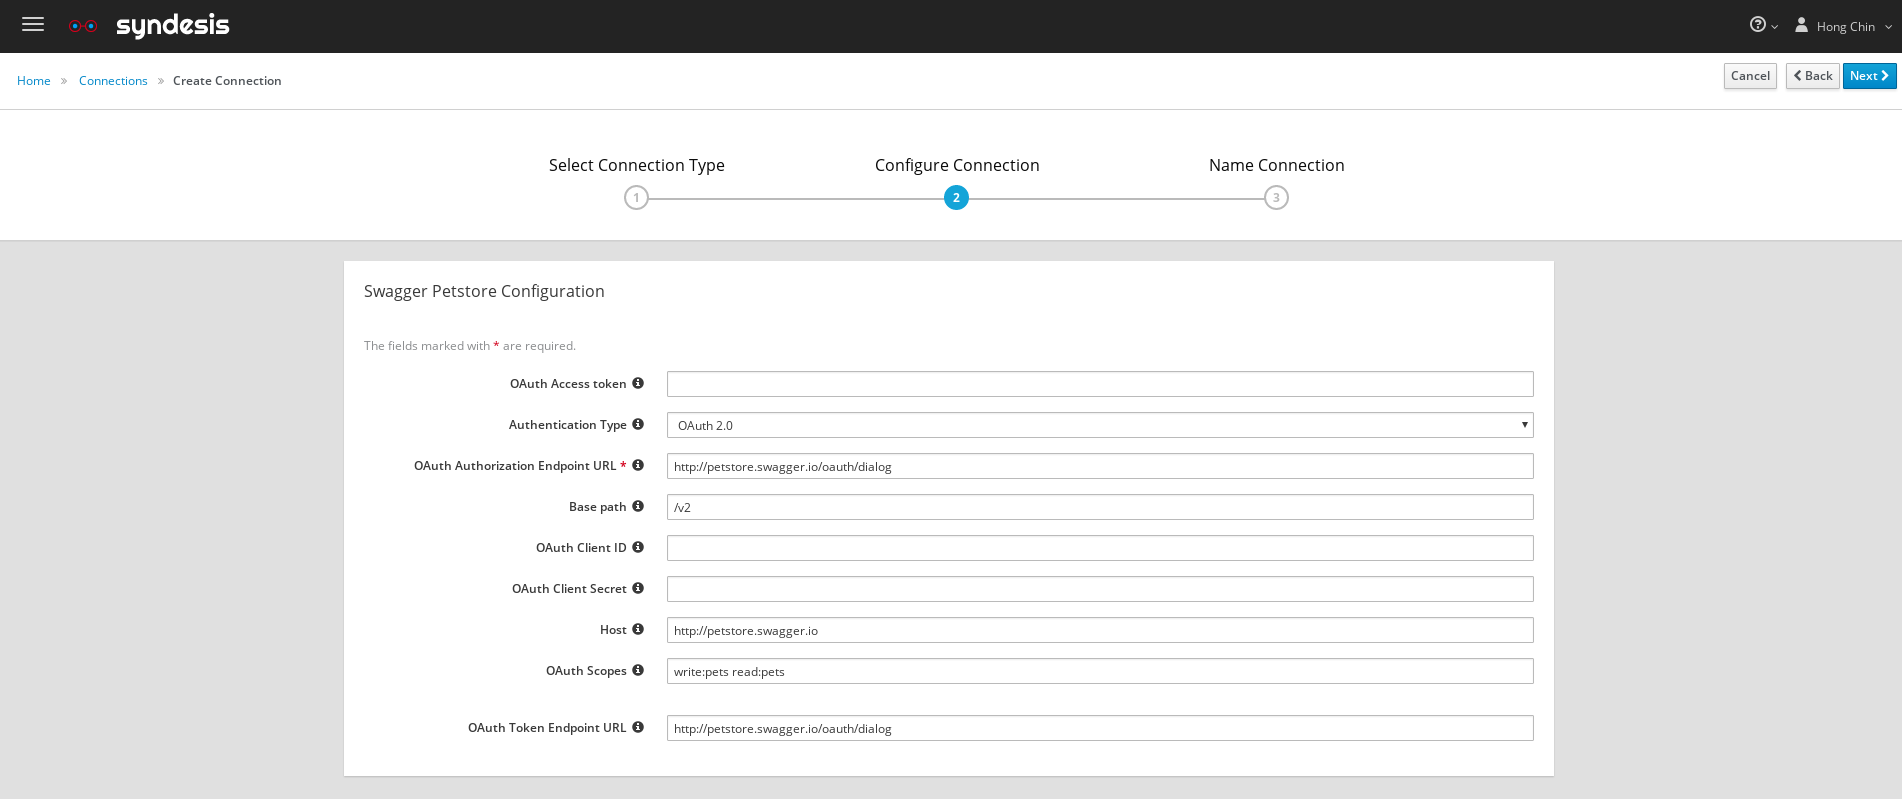 syndesis
Hong Chin
Home » Connections » Create Connection
Cancel
Back
Next
Select Connection Type
Configure Connection
Name Connection
1
2
3
Swagger Petstore Configuration
The fields marked with * are required.
OAuth Access token
Authentication Type OAuth 2.0
OAuth Authorization Endpoint URL * http://petstore.swagger.io/oauth/dialog
Base path /v2
OAuth Client ID
OAuth Client Secret
Host http://petstore.swagger.io
OAuth Scopes write:pets read:pets
OAuth Token Endpoint URL http://petstore.swagger.io/oauth/dialog